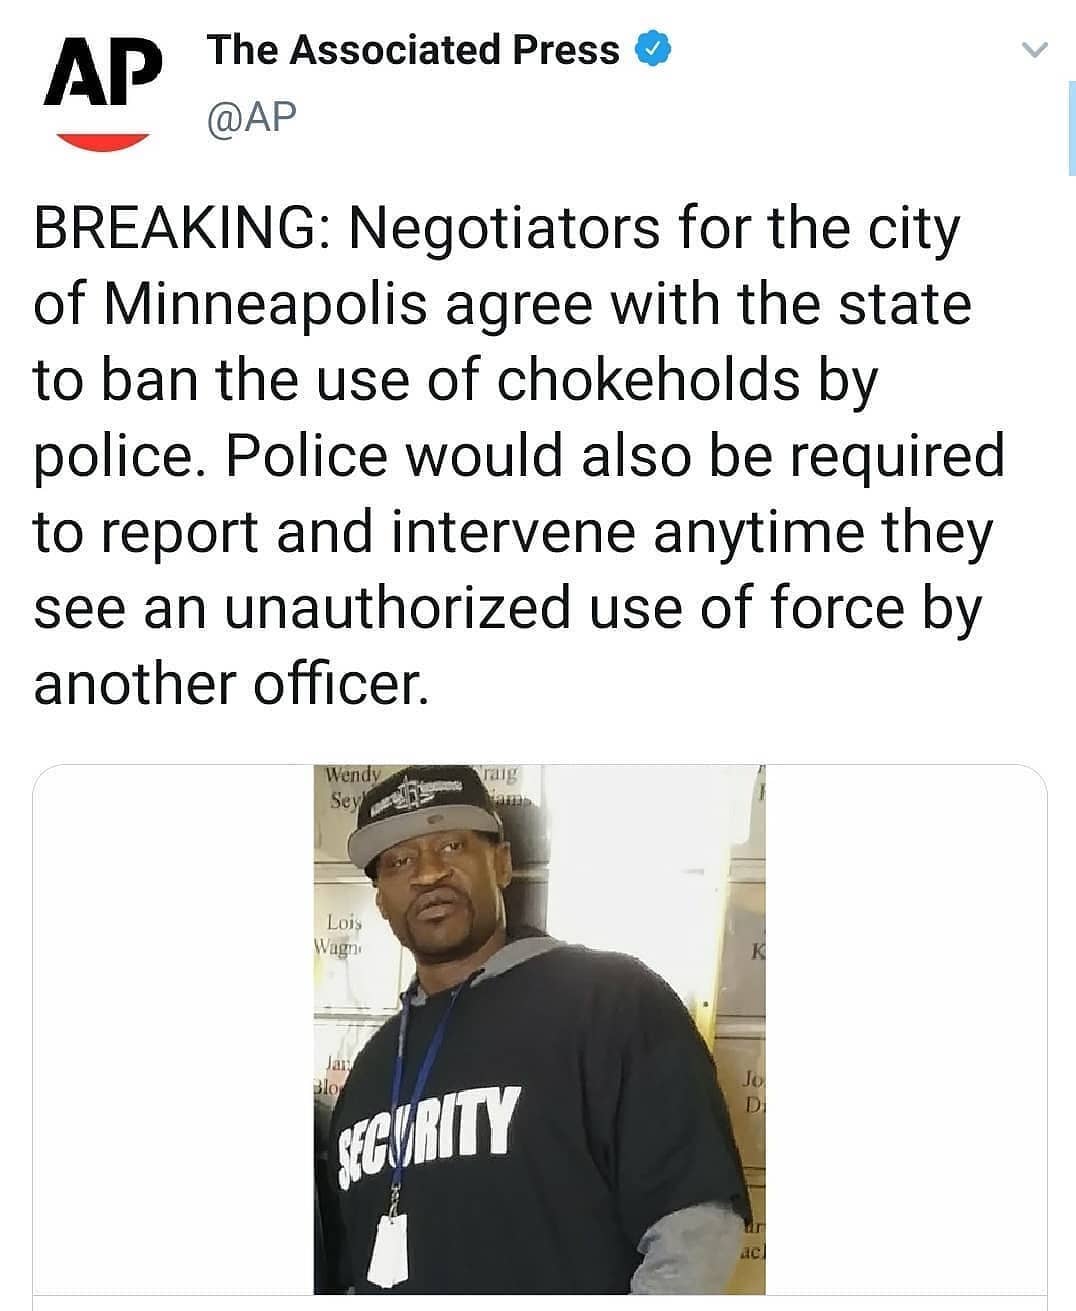 AP
The Associated Press
@AP
BREAKING: Negotiators for the city
of Minneapolis agree with the state
to ban the use of chokeholds by
police. Police would also be required
to report and intervene anytime they
see an unauthorized use of force by
another officer.
Wendy
Lois
SECURITY